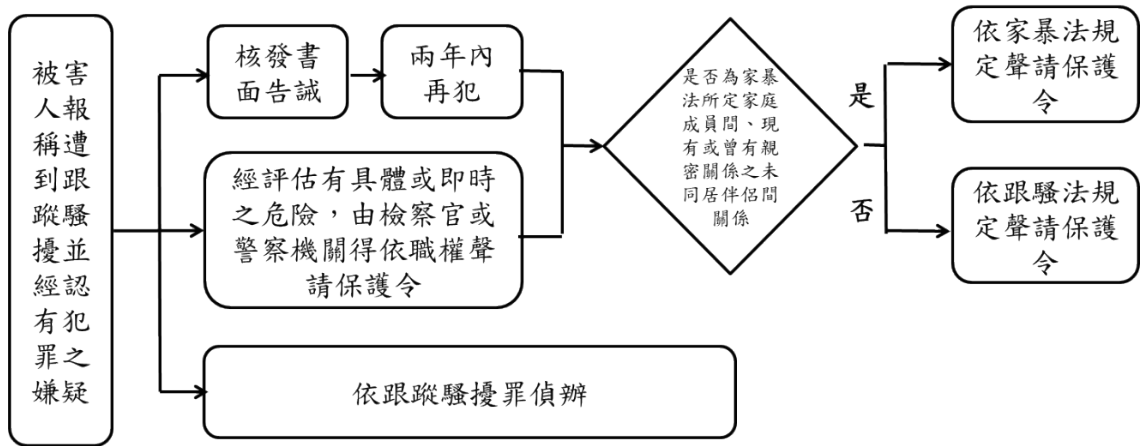 被害
人報
稱遭
到跟
蹤騷
擾並
經認
有犯
罪之
嫌疑
核發書
面告誡
兩年內
再犯
經評估有具體或即時
之危險，由檢察官或
警察機關得依職權聲
請保護令
依跟蹤騷擾罪偵辦
是否為家暴
法所定家庭
成員間、現
有或曾有親
密關係之未
同居伴侶間
關係
是
否
依家暴法規
定聲請保護
令
依跟騷法規
定聲請保護
令